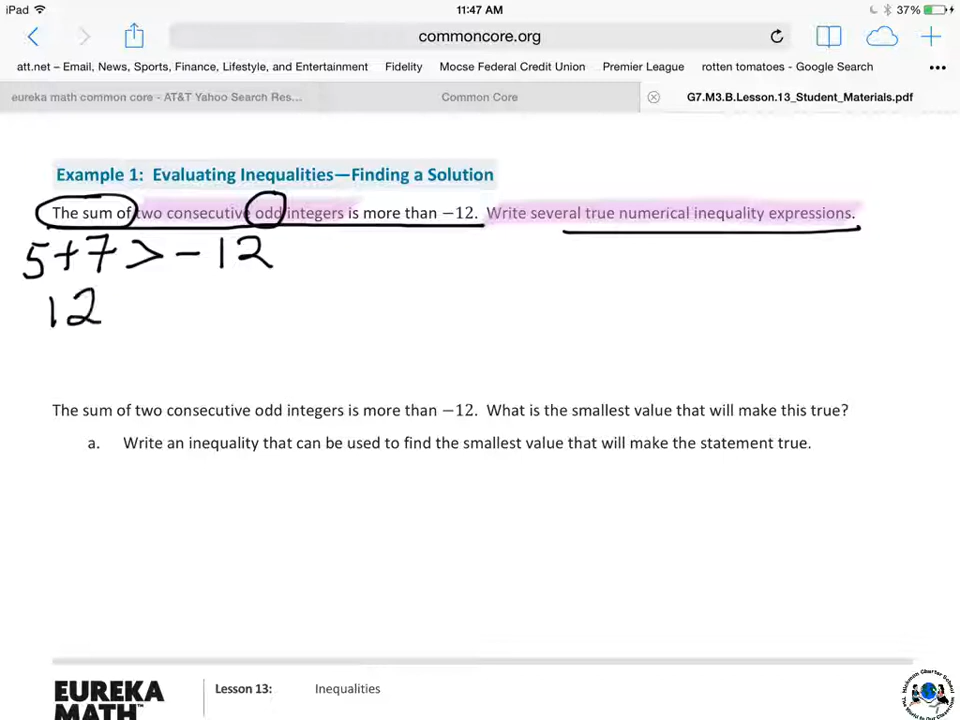 iPad 11:47 AM 37%
commoncore.org
att.net – Email, News, Sports, Finance, Lifestyle, and Entertainment Fidelity Mocse Federal Credit Union Premier League rotten tomatoes - Google Search •••
eureka math common core - AT&T Yahoo Search Res... Common Core G7.M3.B.Lesson.13_Student_Materials.pdf
Example 1: Evaluating Inequalities—Finding a Solution
The sum of two consecutive odd integers is more than −12. Write several true numerical inequality expressions.
5+7>-12
12
The sum of two consecutive odd integers is more than −12. What is the smallest value that will make this true?
a. Write an inequality that can be used to find the smallest value that will make the statement true.
EUREKA Lesson 13: Inequalities
MATH
Hickman Charter School